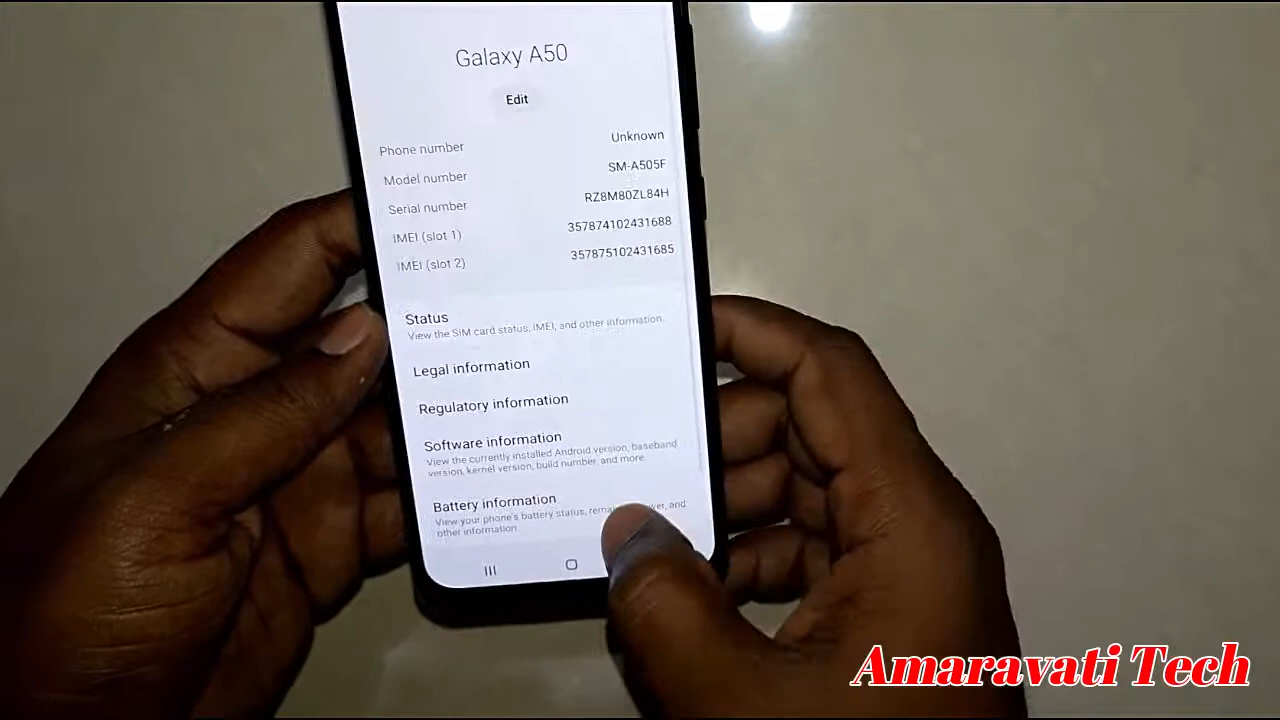 Galaxy A50
Edit
Phone number Unknown
Model number SM-A505F
Serial number RZ8M80ZL84H
IMEI (slot 1) 357874102431688
IMEI (slot 2) 357875102431685
Status
View the SIM card status, IMEI, and other information.
Legal information
Regulatory information
Software information
View the currently installed Android version, baseband
version, kernel version, build number, and more.
Battery information
View your phone's battery status, and
other information.
Amaravati Tech